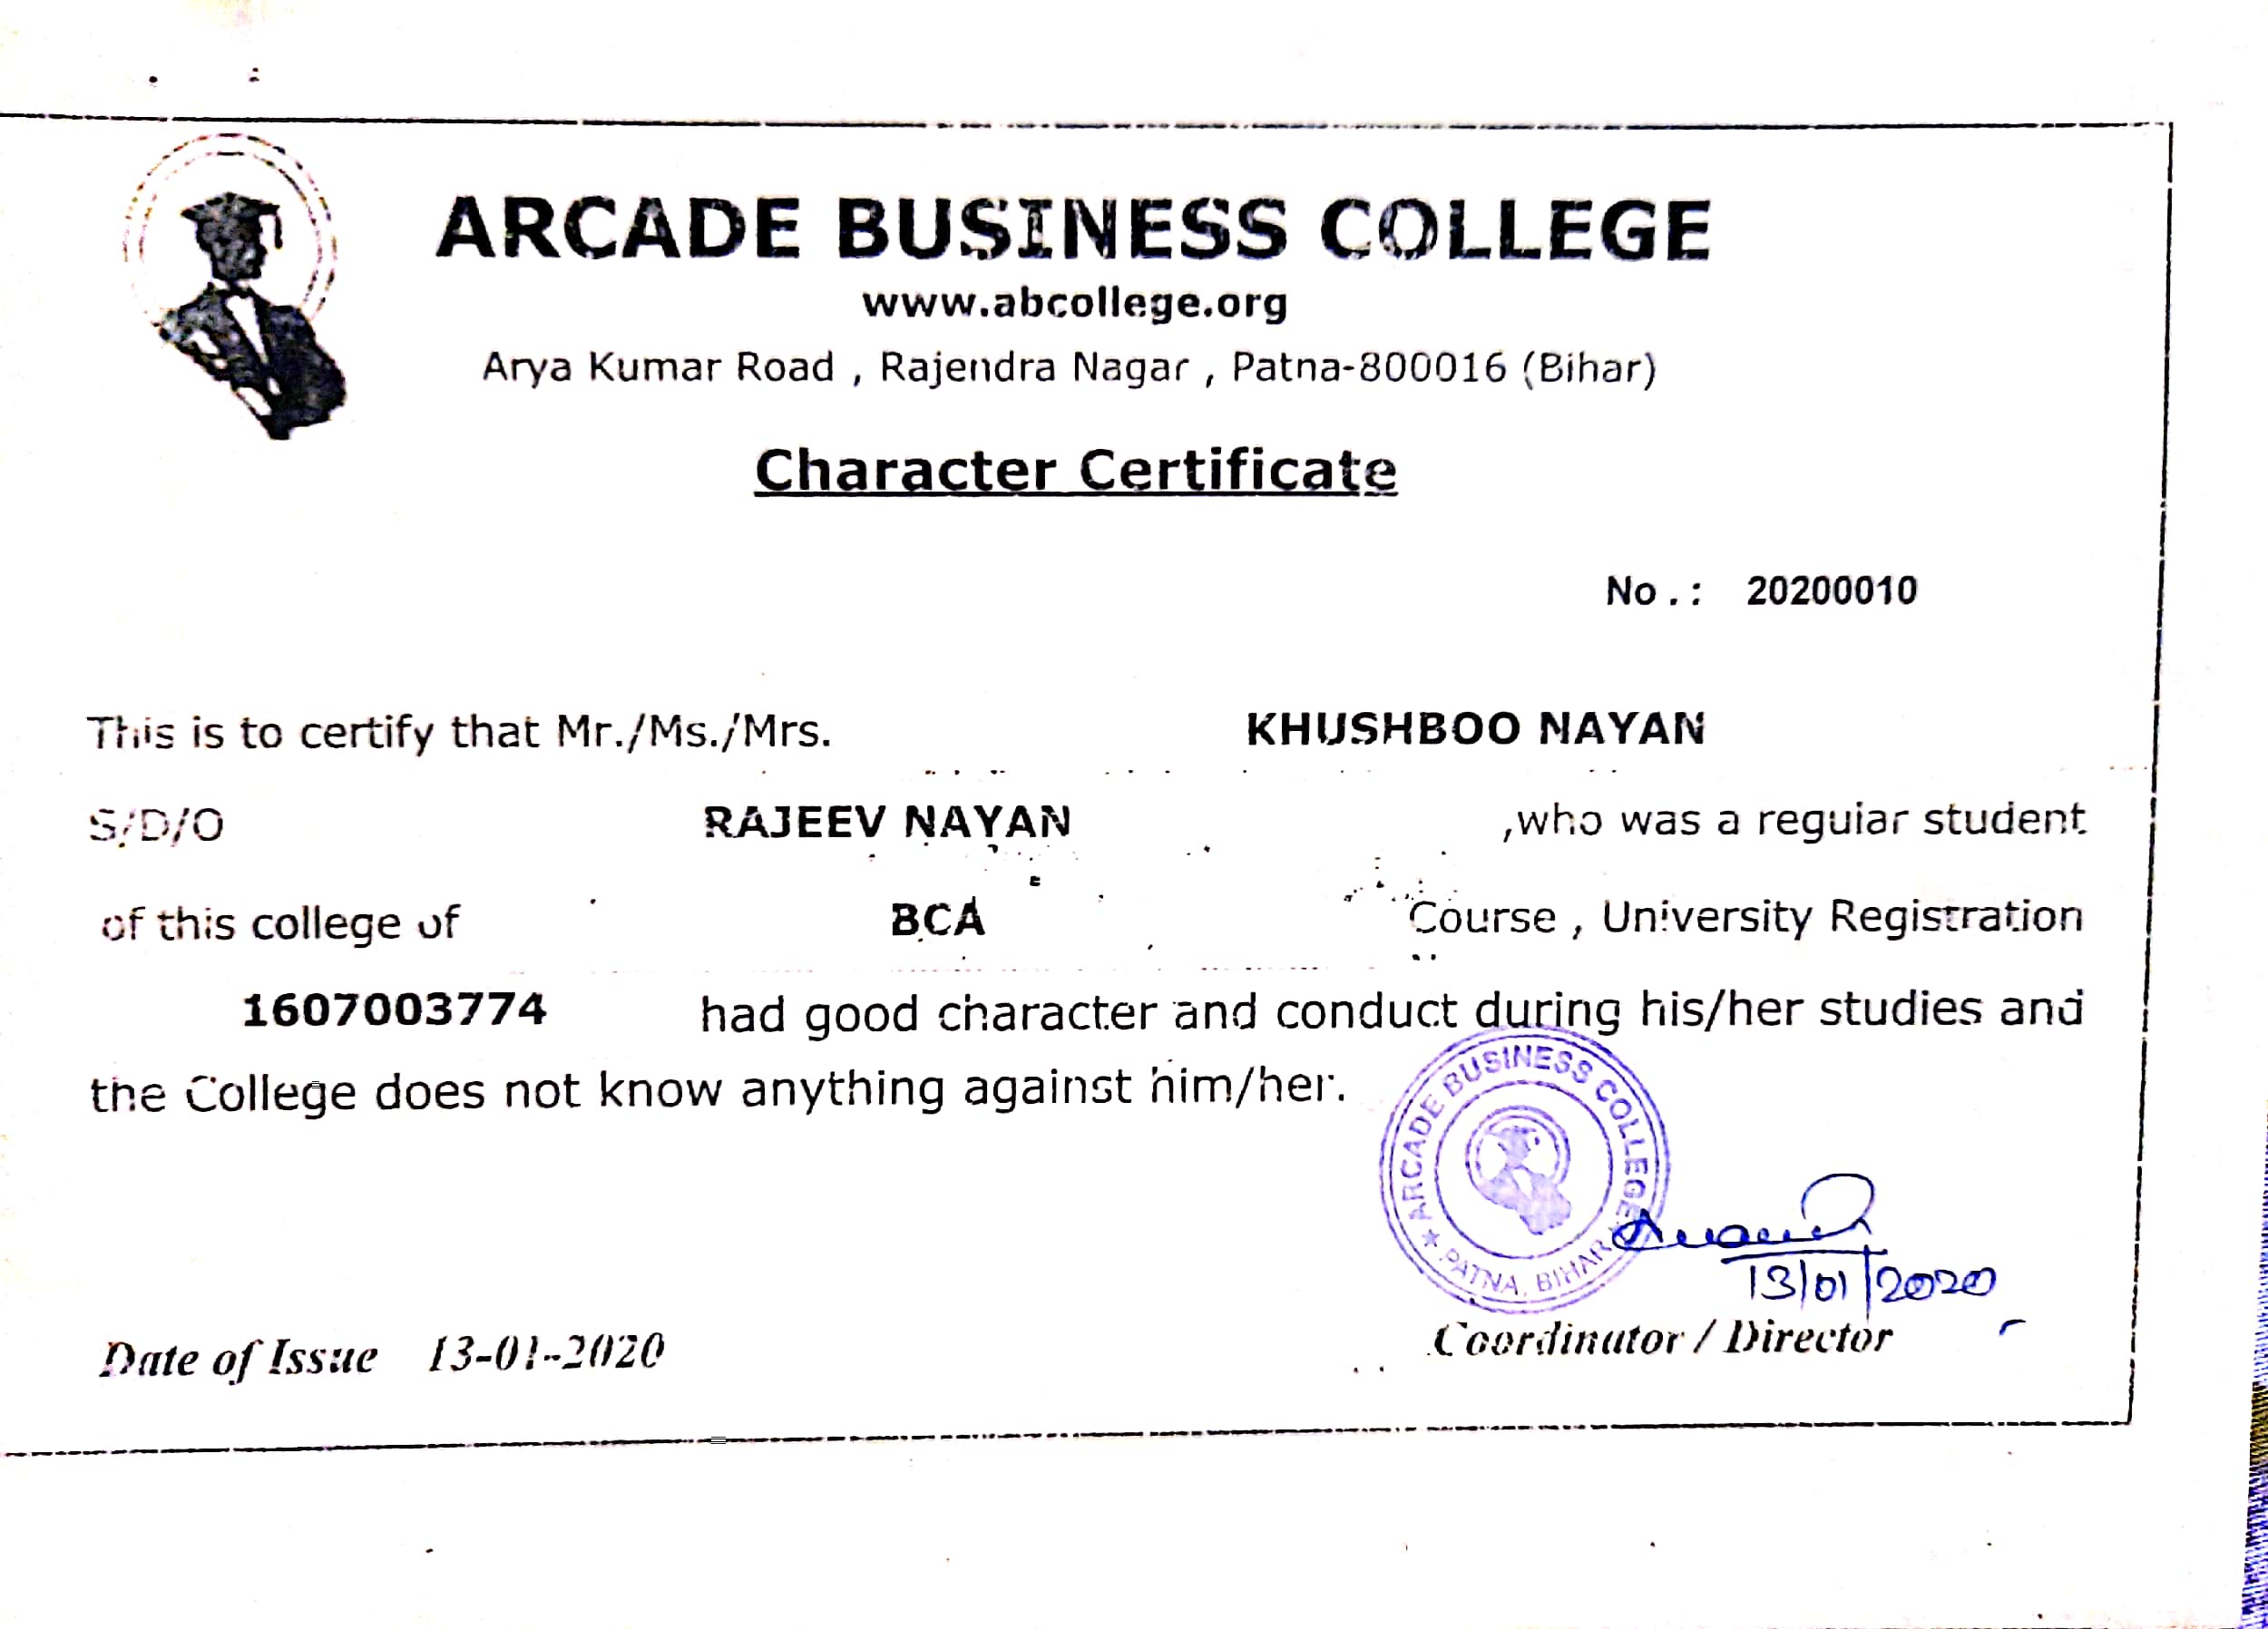 ARCADE BUSINESS COLLEGE
www.abcollege.org
Arya Kumar Road , Rajendra Nagar , Patna-800016 (Bihar)
Character Certificate
No. : 20200010
This is to certify that Mr./Ms./Mrs. KHUSHBOO NAYAN
S/D/O RAJEEV NAYAN ,who was a regular student
of this college of BCA Course , University Registration
1607003774 had good character and conduct during his/her studies and
the College does not know anything against him/her.
ARCADE BUSINESS COLLEGE
★ PATNA, BIHAR
13/01/2020
Date of Issue 13-01-2020
Coordinator / Director